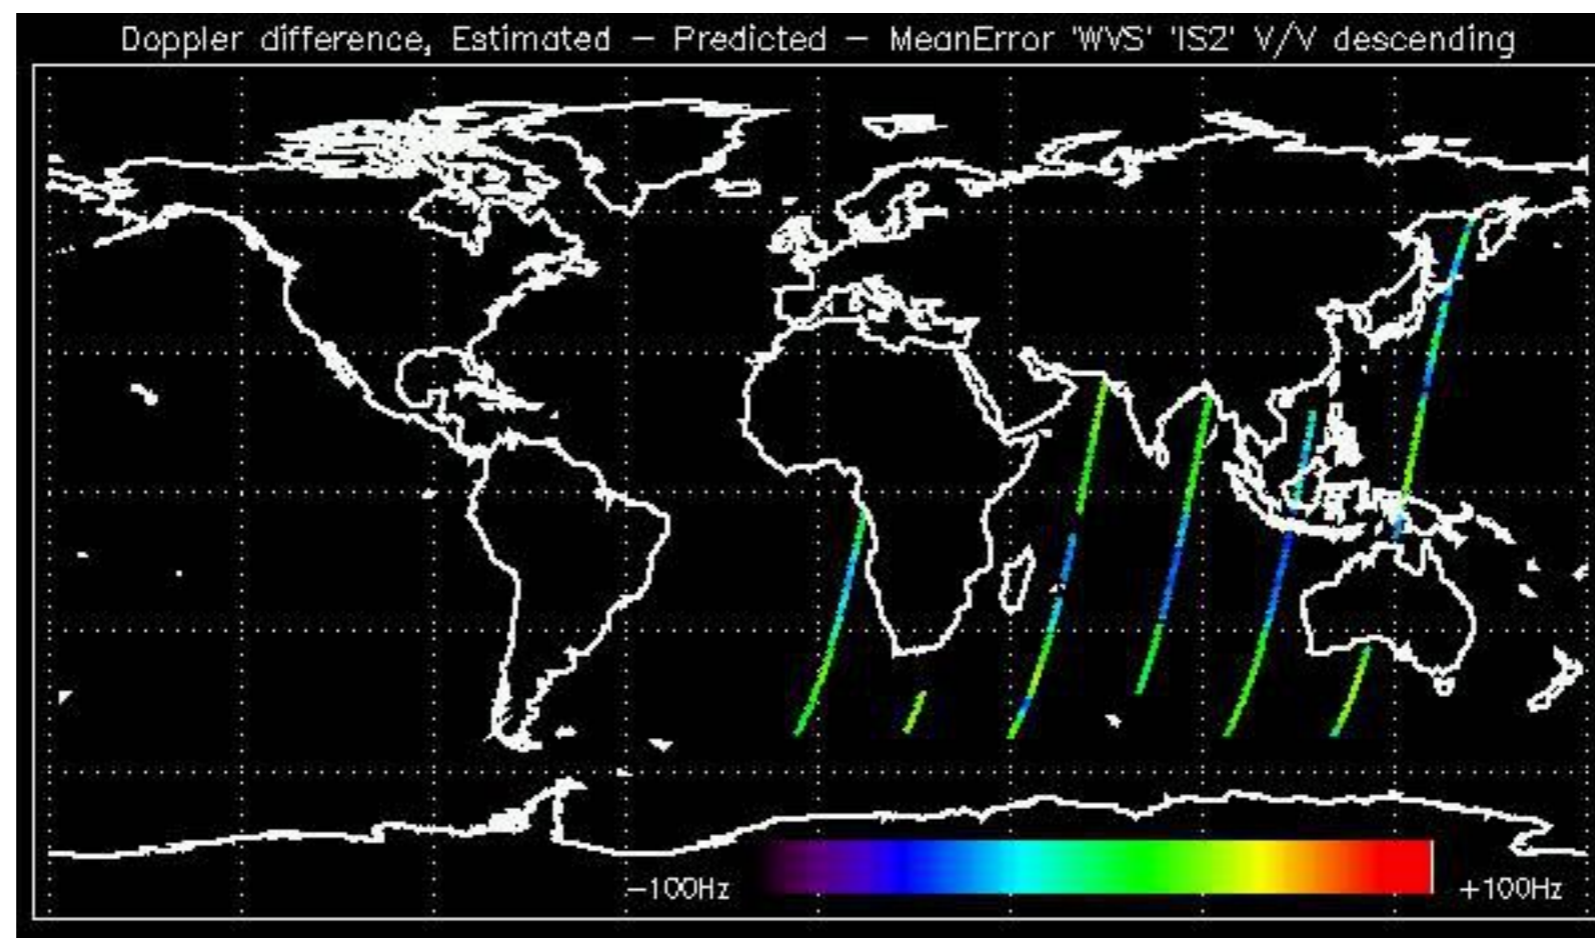 Doppler difference, Estimated – Predicted – MeanError 'WVS' 'IS2' V/V descending
−100Hz
+100Hz